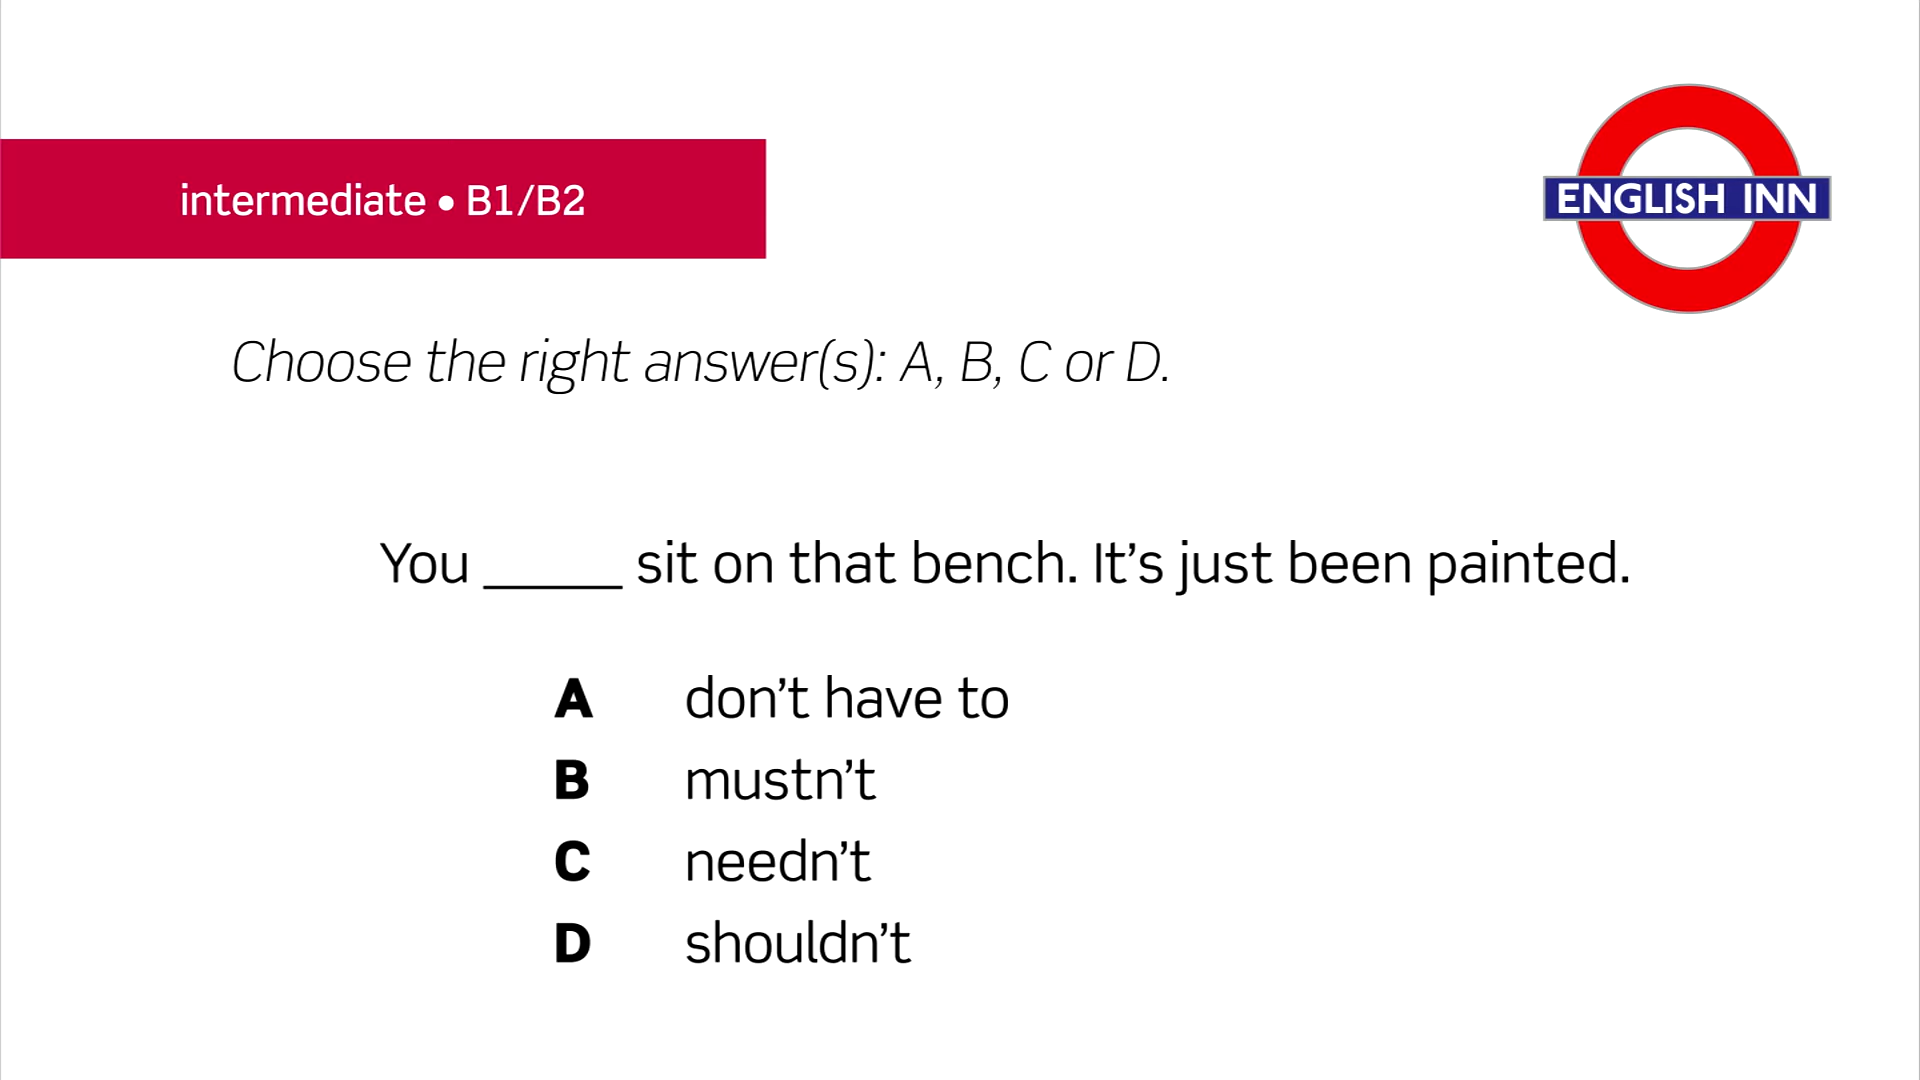 ENGLISH INN
intermediate • B1/B2
Choose the right answer(s): A, B, C or D.
You _____ sit on that bench. It’s just been painted.
A don’t have to
B mustn’t
C needn’t
D shouldn’t